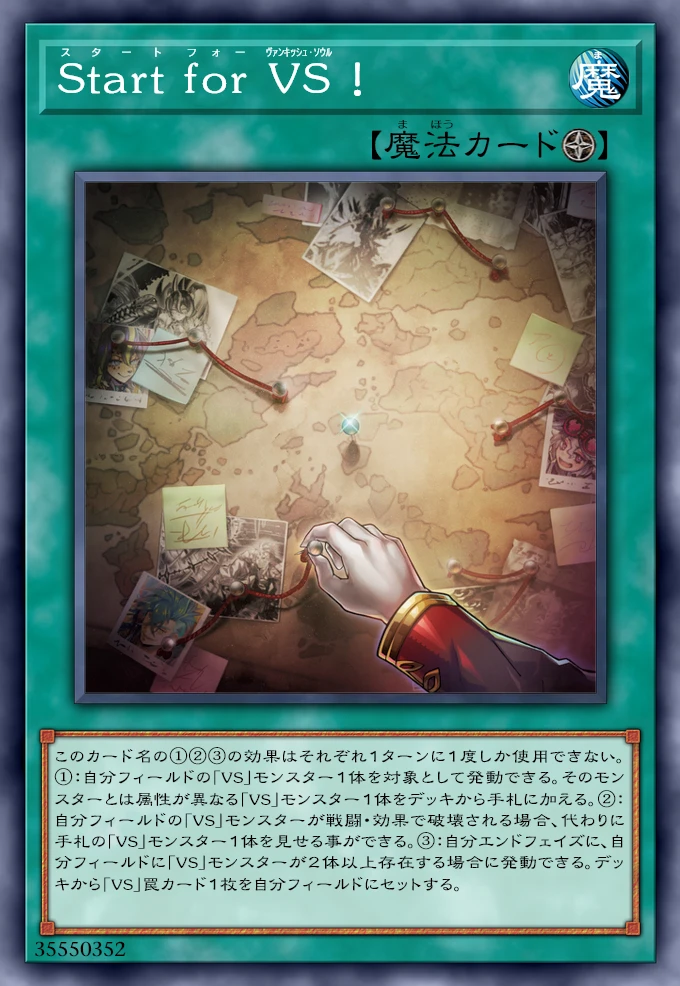 スタートフォー ヴァンキッシュ・ソウル
Start for VS！
ま
魔
ま ほう
【魔法カード】
このカード名の①②③の効果はそれぞれ１ターンに１度しか使用できない。
①：自分フィールドの「VS」モンスター１体を対象として発動できる。そのモン
スターとは属性が異なる「VS」モンスター１体をデッキから手札に加える。②：
自分フィールドの「VS」モンスターが戦闘・効果で破壊される場合、代わりに
手札の「VS」モンスター１体を見せる事ができる。③：自分エンドフェイズに、自
分フィールドに「VS」モンスターが２体以上存在する場合に発動できる。デッ
キから「VS」罠カード１枚を自分フィールドにセットする。
35550352